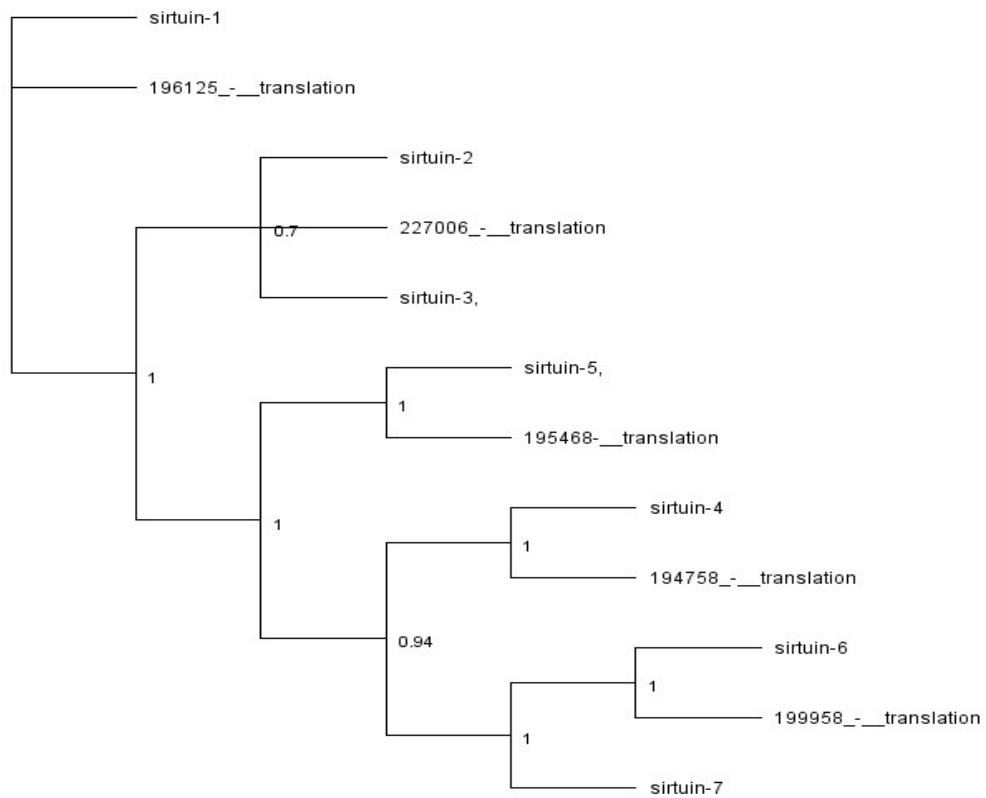 sirtuin-1
196125_-__translation
sirtuin-2
0.7
227006_-__translation
sirtuin-3,
sirtuin-5,
1
1
195468-__translation
sirtuin-4
1
1
194758_-__translation
0.94
sirtuin-6
1
199958_-__translation
1
sirtuin-7